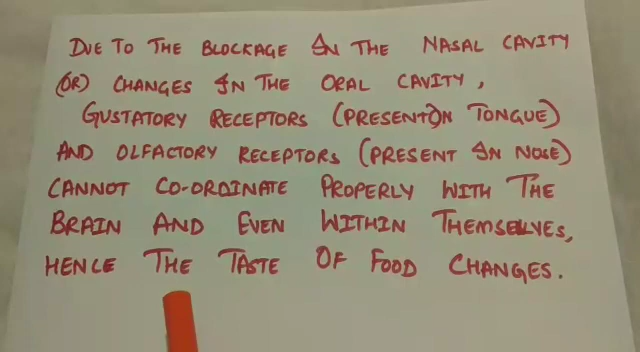 DUE TO THE BLOCKAGE IN THE NASAL CAVITY
(OR) CHANGES IN THE ORAL CAVITY,
GUSTATORY RECEPTORS (PRESENT ON TONGUE)
AND OLFACTORY RECEPTORS (PRESENT IN NOSE)
CANNOT CO-ORDINATE PROPERLY WITH THE
BRAIN AND EVEN WITHIN THEMSELVES,
HENCE THE TASTE OF FOOD CHANGES.